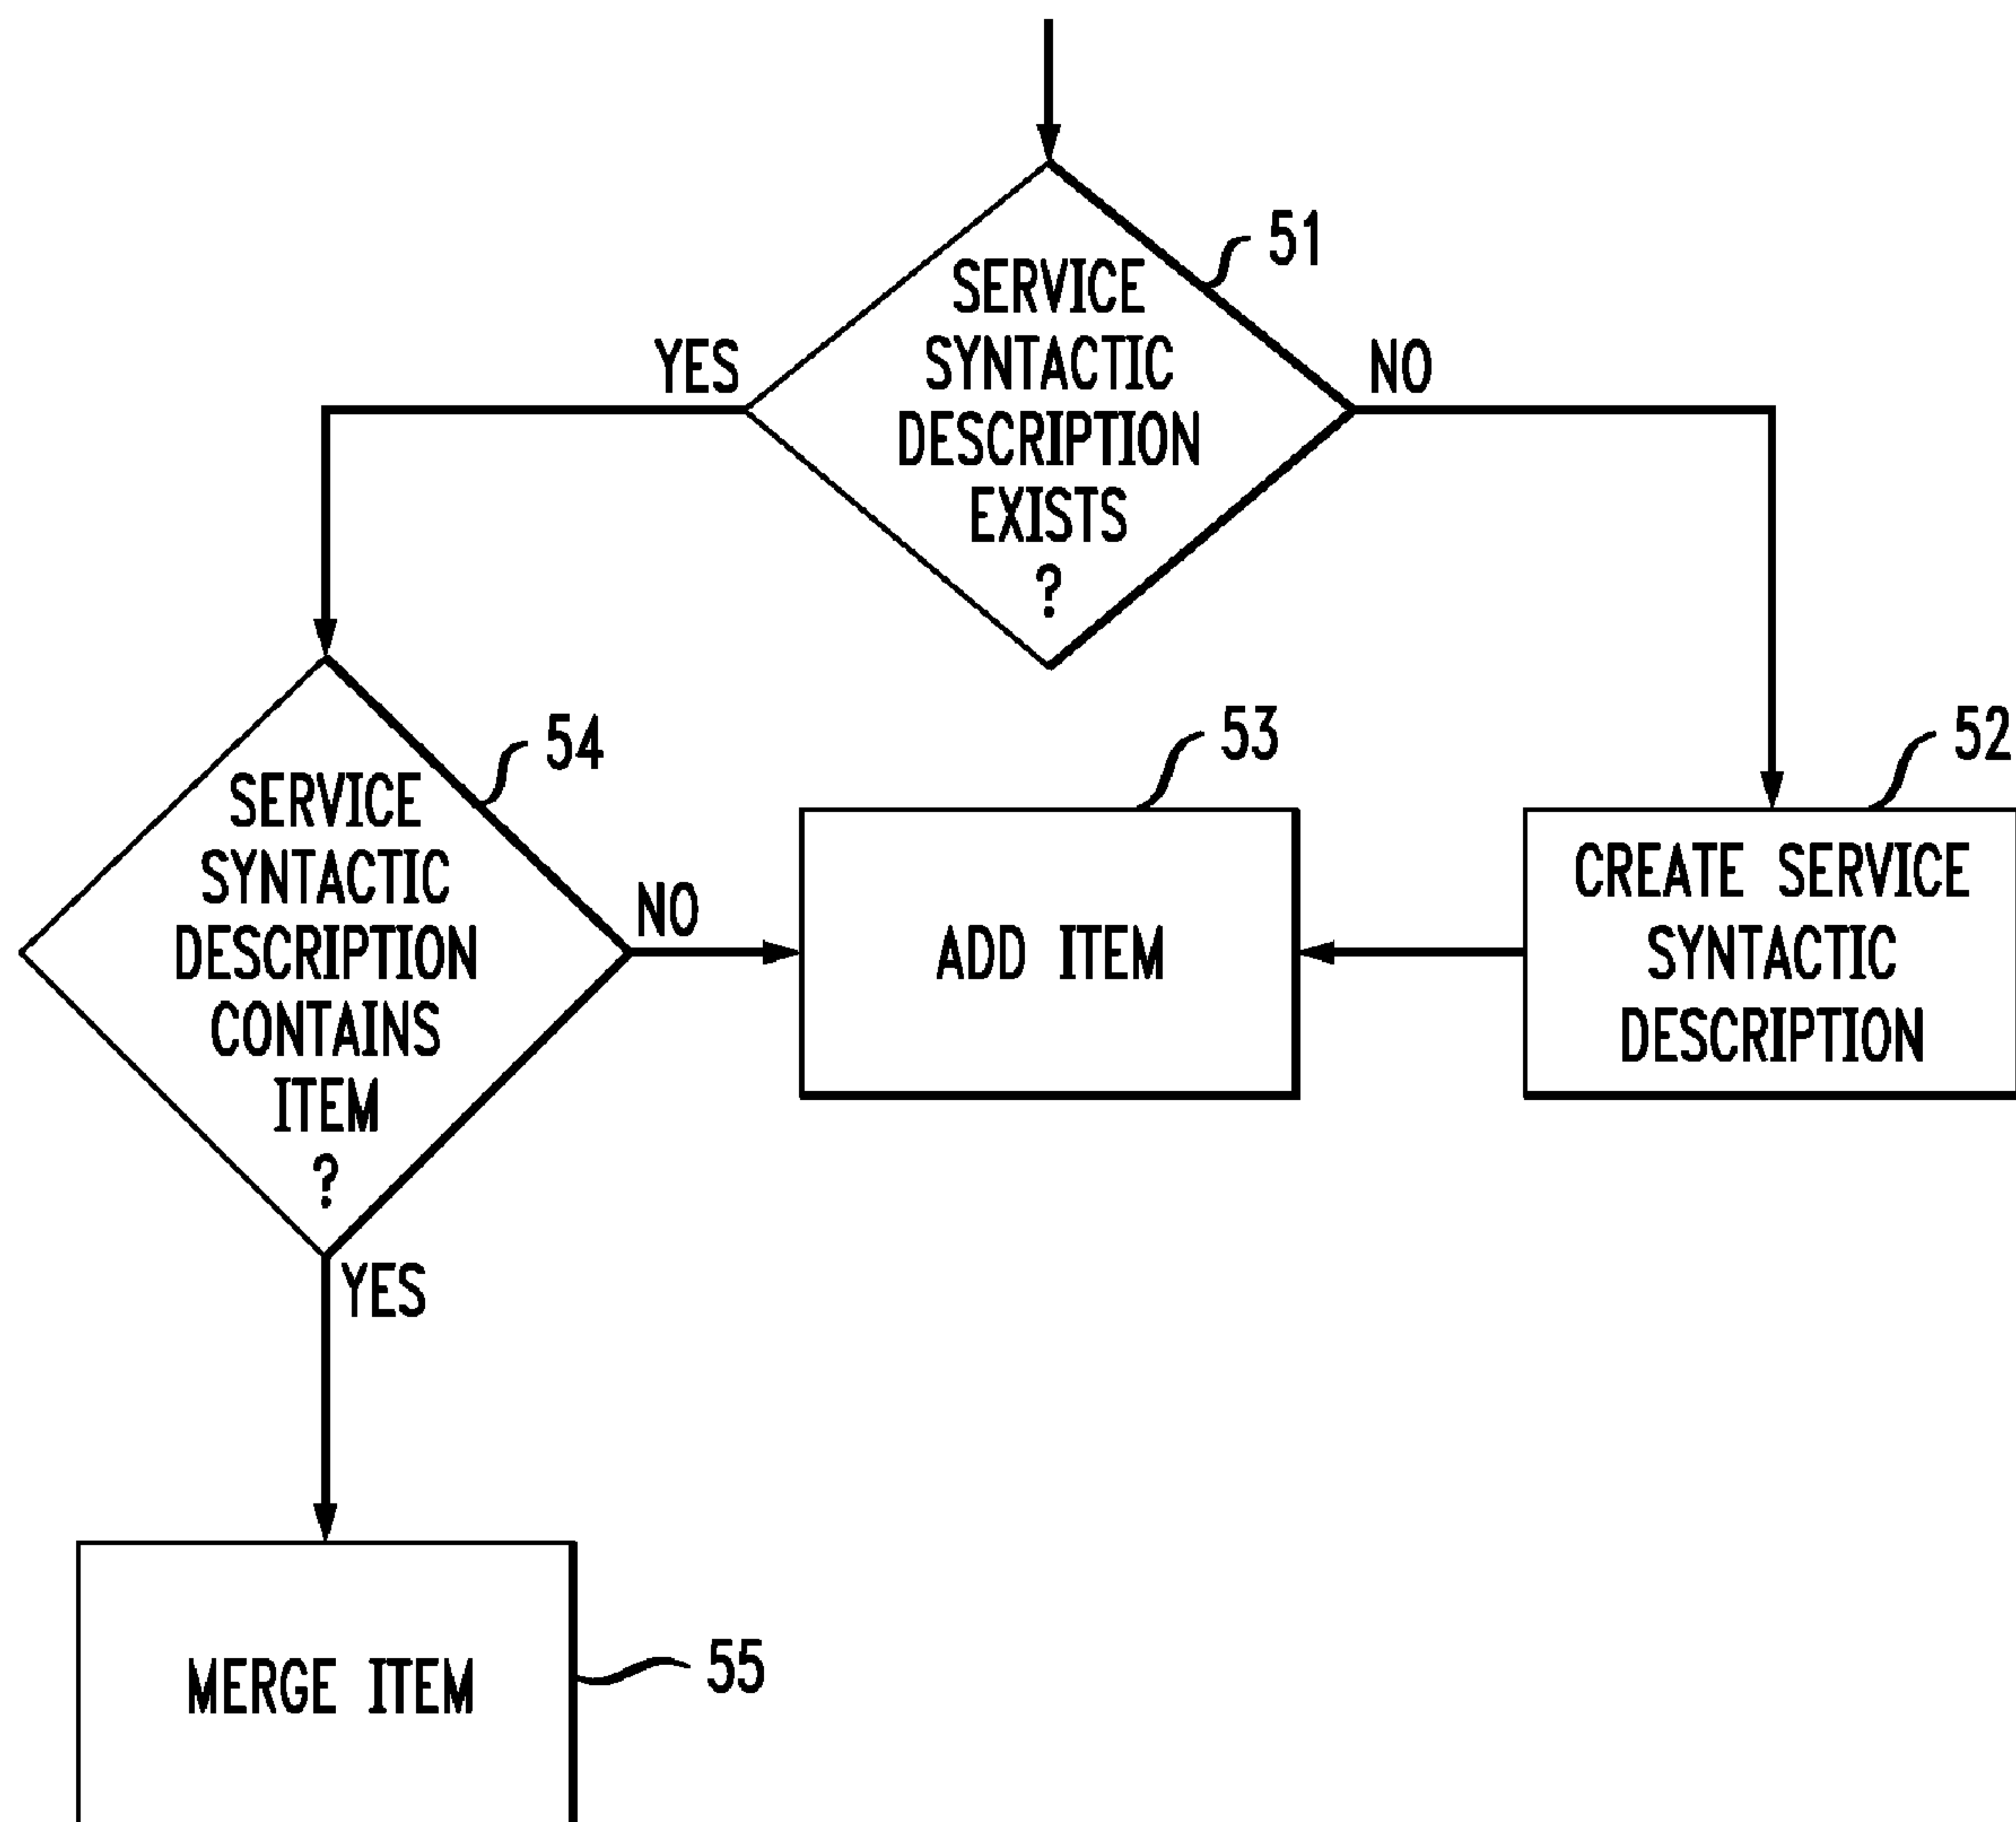 51
SERVICE
SYNTACTIC
DESCRIPTION
EXISTS
?
YES
NO
54
SERVICE
SYNTACTIC
DESCRIPTION
CONTAINS
ITEM
?
NO
YES
53
ADD ITEM
52
CREATE SERVICE
SYNTACTIC
DESCRIPTION
MERGE ITEM
55